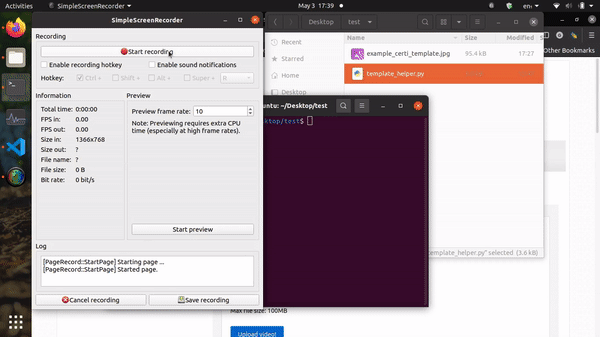 Activities
SimpleScreenRecorder
May 3 17:39
en
SimpleScreenRecorder
Recording
Start recording
Enable recording hotkey
Enable sound notifications
Hotkey:
Ctrl +
Shift +
Alt +
Super +
R
Information
Total time: 0:00:00
FPS in: 0.00
FPS out: 0.00
Size in: 1366x768
Size out: ?
File name: ?
File size: 0 B
Bit rate: 0 bit/s
Preview
Preview frame rate: 10
Note: Previewing requires extra CPU
time (especially at high frame rates).
Start preview
Log
[PageRecord::StartPage] Starting page ...
[PageRecord::StartPage] Started page.
Cancel recording
Save recording
Desktop
test
Recent
Starred
Home
Desktop
Name
Size
Modified
example_certi_template.jpg
95.4 kB
17:27
template_helper.py
untu: ~/Desktop/test
ktop/test$
template_helper.py" selected (3.6 kB)
Other Bookmarks
Max file size: 100MB
Upload video!